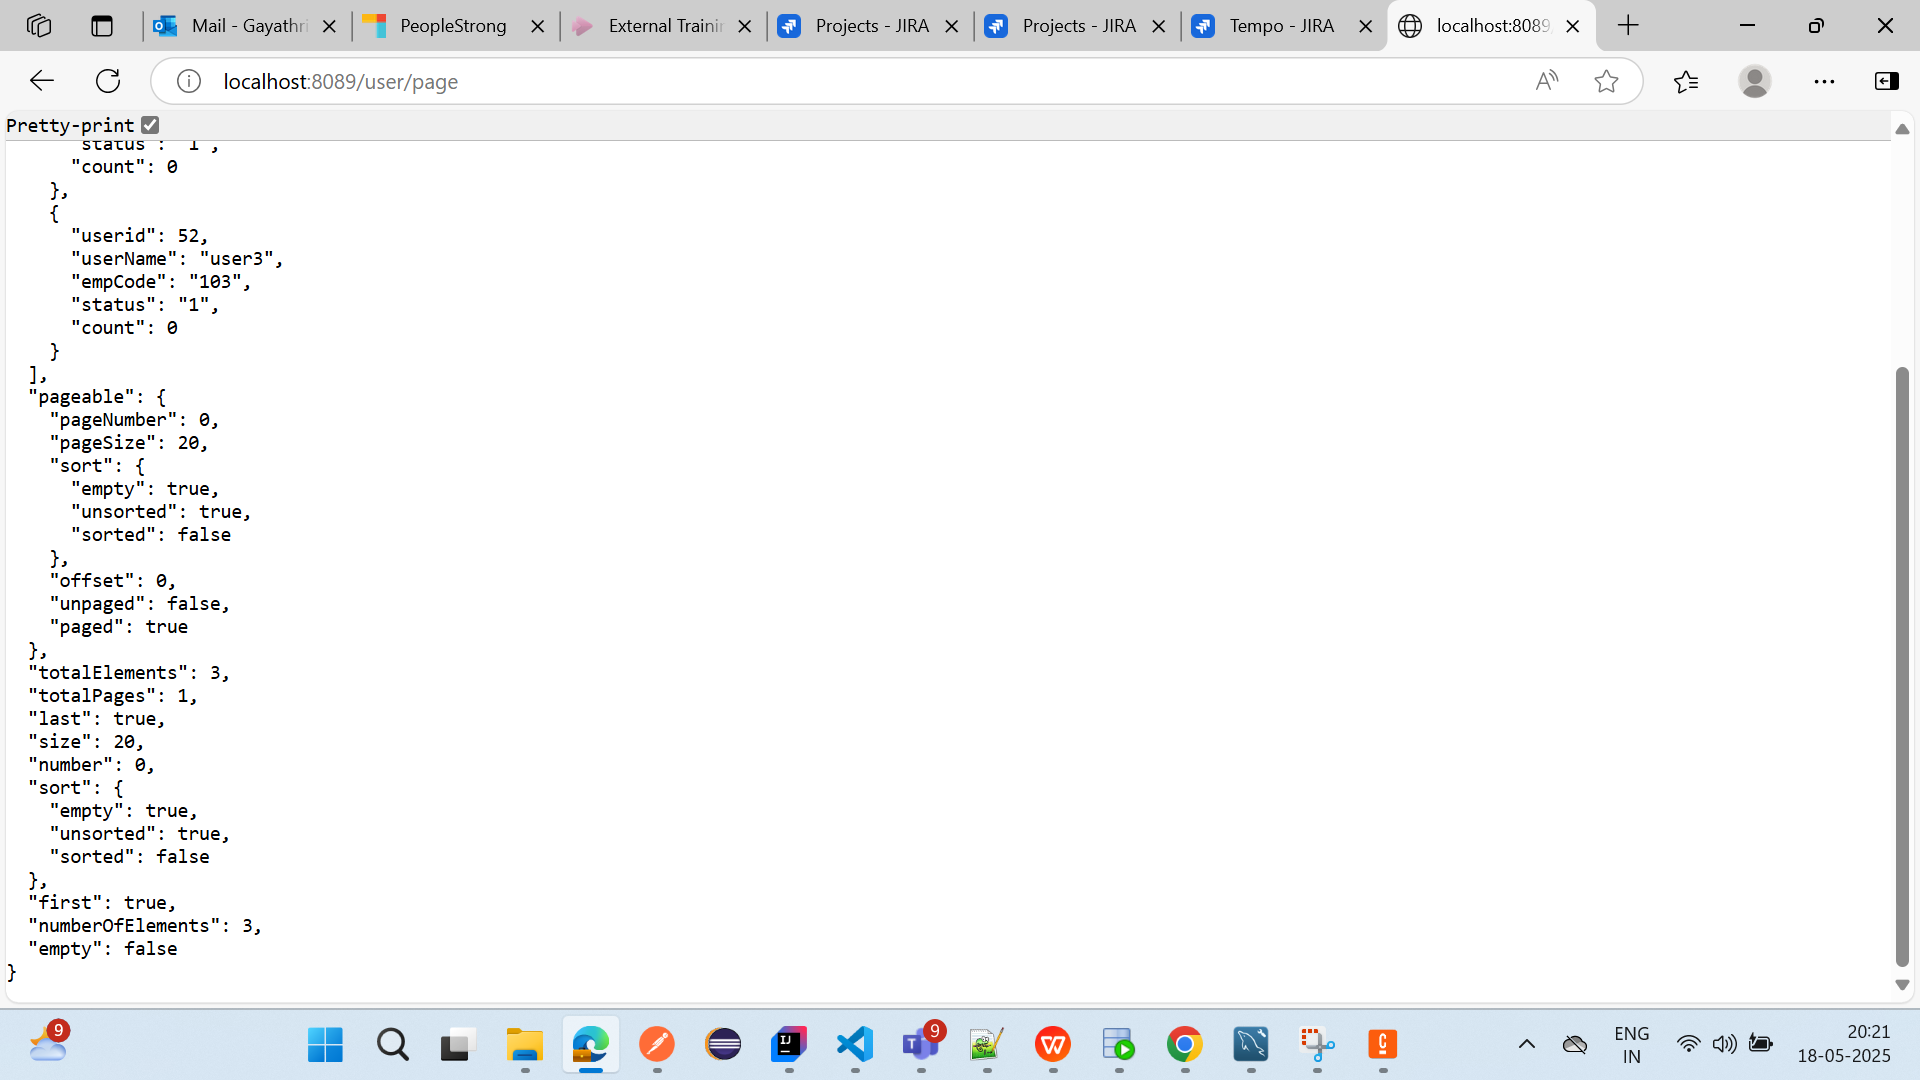 Mail - Gayathri
PeopleStrong
External Trainin
Projects - JIRA
Projects - JIRA
Tempo - JIRA
localhost:8089
localhost:8089/user/page
Pretty-print
"status": "1",
"count": 0
},
{
"userid": 52,
"userName": "user3",
"empCode": "103",
"status": "1",
"count": 0
}
],
"pageable": {
"pageNumber": 0,
"pageSize": 20,
"sort": {
"empty": true,
"unsorted": true,
"sorted": false
},
"offset": 0,
"unpaged": false,
"paged": true
},
"totalElements": 3,
"totalPages": 1,
"last": true,
"size": 20,
"number": 0,
"sort": {
"empty": true,
"unsorted": true,
"sorted": false
},
"first": true,
"numberOfElements": 3,
"empty": false
}
9
9
ENG
IN
20:21
18-05-2025